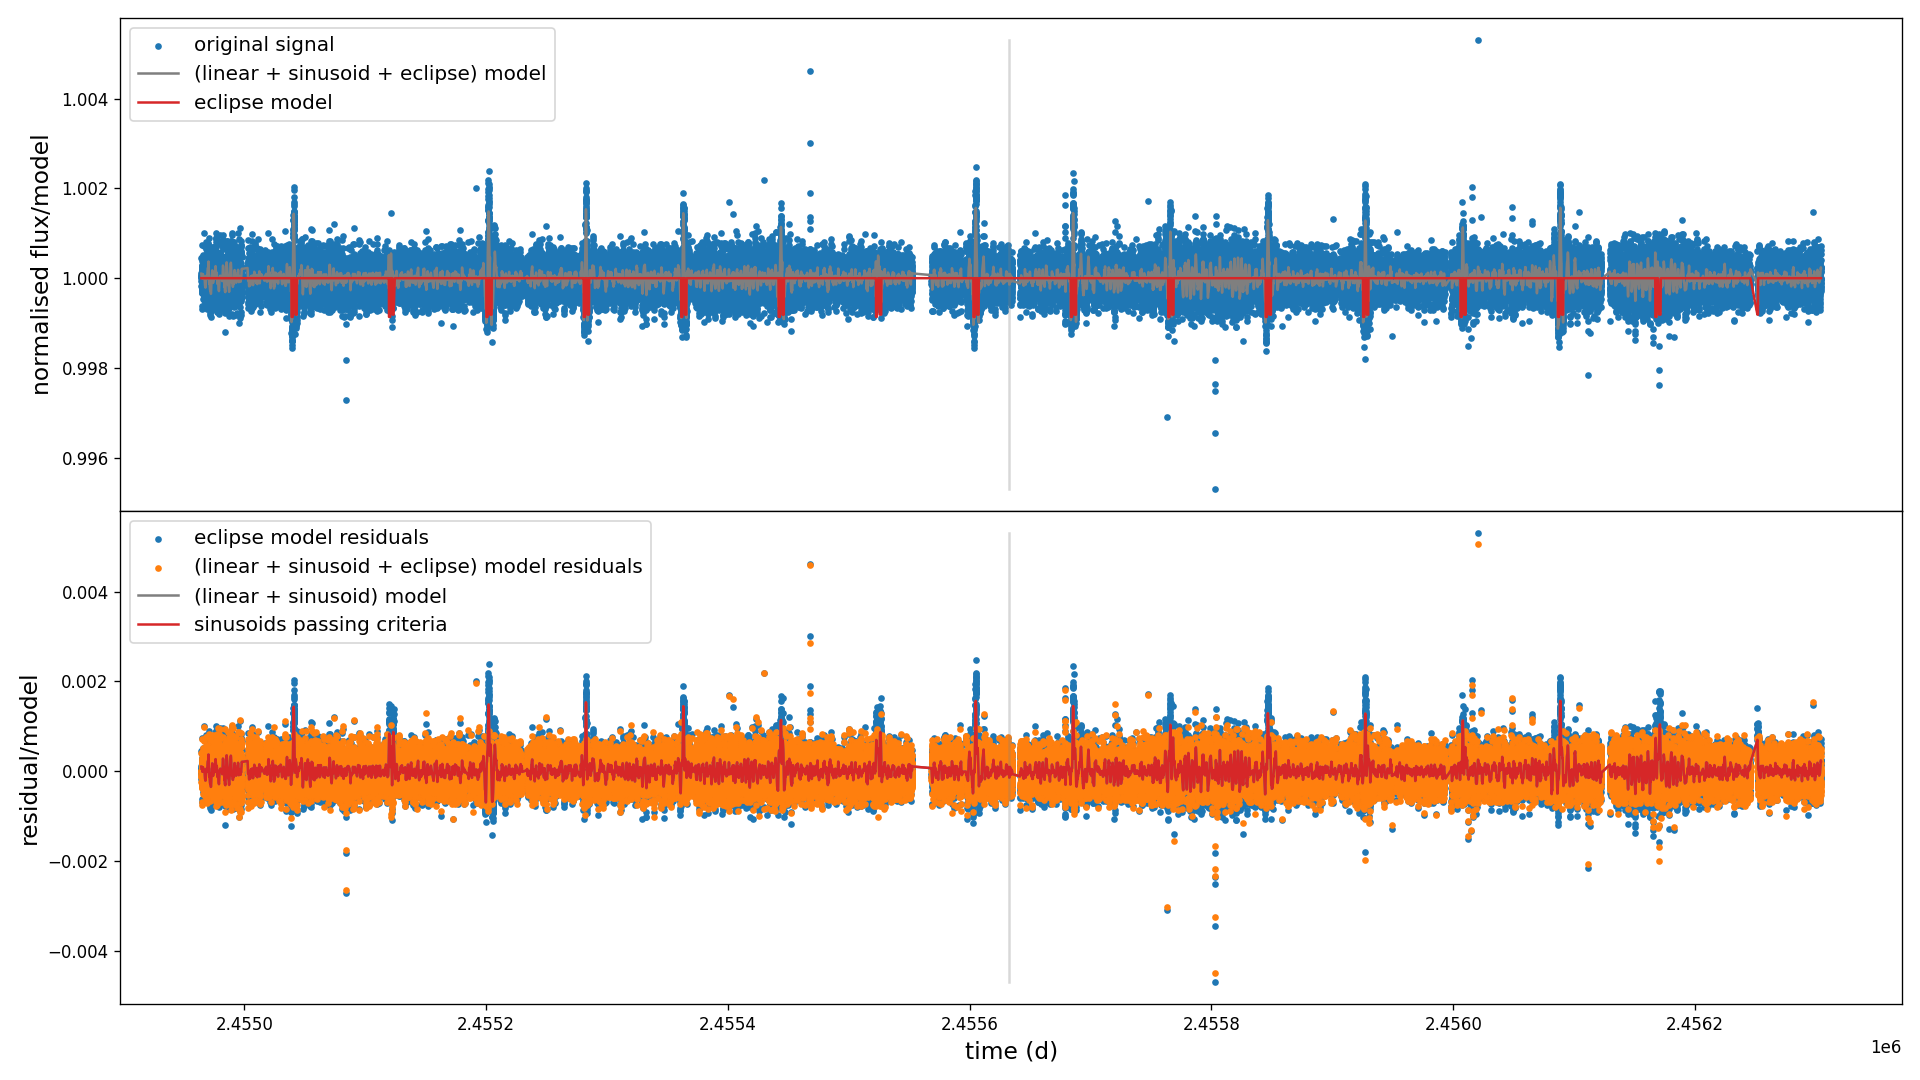 original signal
(linear + sinusoid + eclipse) model
eclipse model
normalised flux/model
1.004
1.002
1.000
0.998
0.996
eclipse model residuals
(linear + sinusoid + eclipse) model residuals
(linear + sinusoid) model
sinusoids passing criteria
residual/model
0.004
0.002
0.000
−0.002
−0.004
2.4550 2.4552 2.4554 2.4556 2.4558 2.4560 2.4562
time (d)
1e6